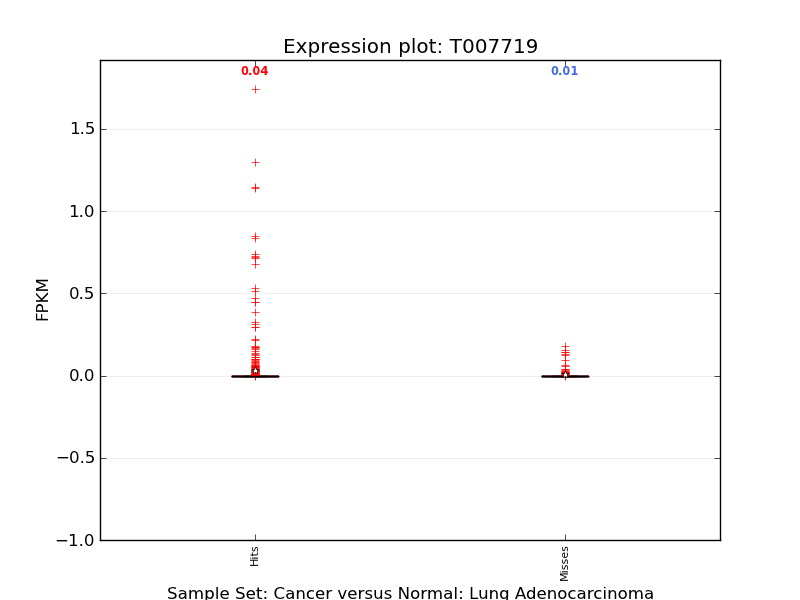 Expression plot: T007719
0.04
0.01
1.5
1.0
0.5
0.0
−0.5
−1.0
FPKM
Hits
Misses
Sample Set: Cancer versus Normal: Lung Adenocarcinoma